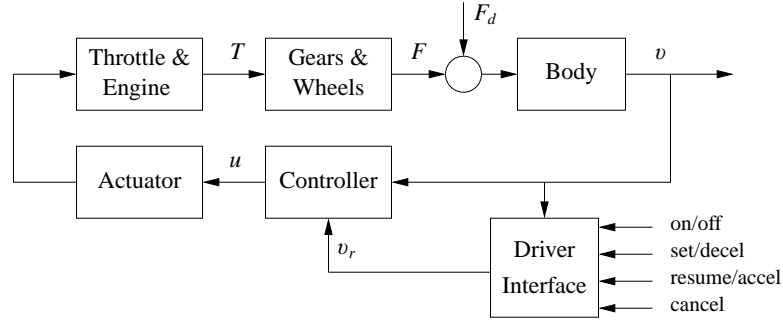 F_d
Throttle &
Engine
T
Gears &
Wheels
F
Body
v
Actuator
u
Controller
v_r
Driver
Interface
on/off
set/decel
resume/accel
cancel